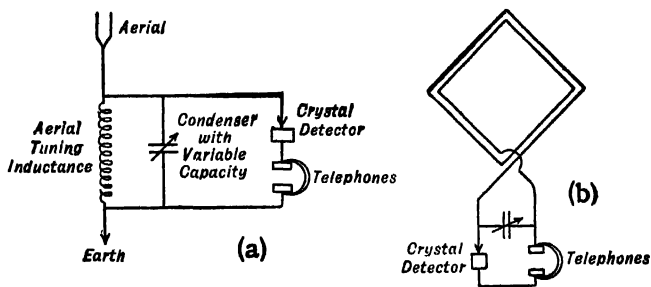 Aerial
Aerial
Tuning
Inductance
Condenser
with
Variable
Capacity
Crystal
Detector
Telephones
Earth
(a)
(b)
Crystal
Detector
Telephones